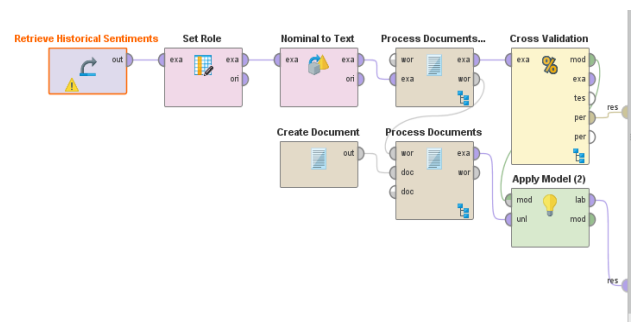 Retrieve Historical Sentiments
Set Role
Nominal to Text
Process Documents...
Cross Validation
out
exa
exa
ori
exa
exa
ori
wor
exa
exa
wor
exa
%
mod
exa
tes
per
per
res
Create Document
Process Documents
out
wor
doc
doc
exa
wor
Apply Model (2)
mod
unl
lab
mod
res